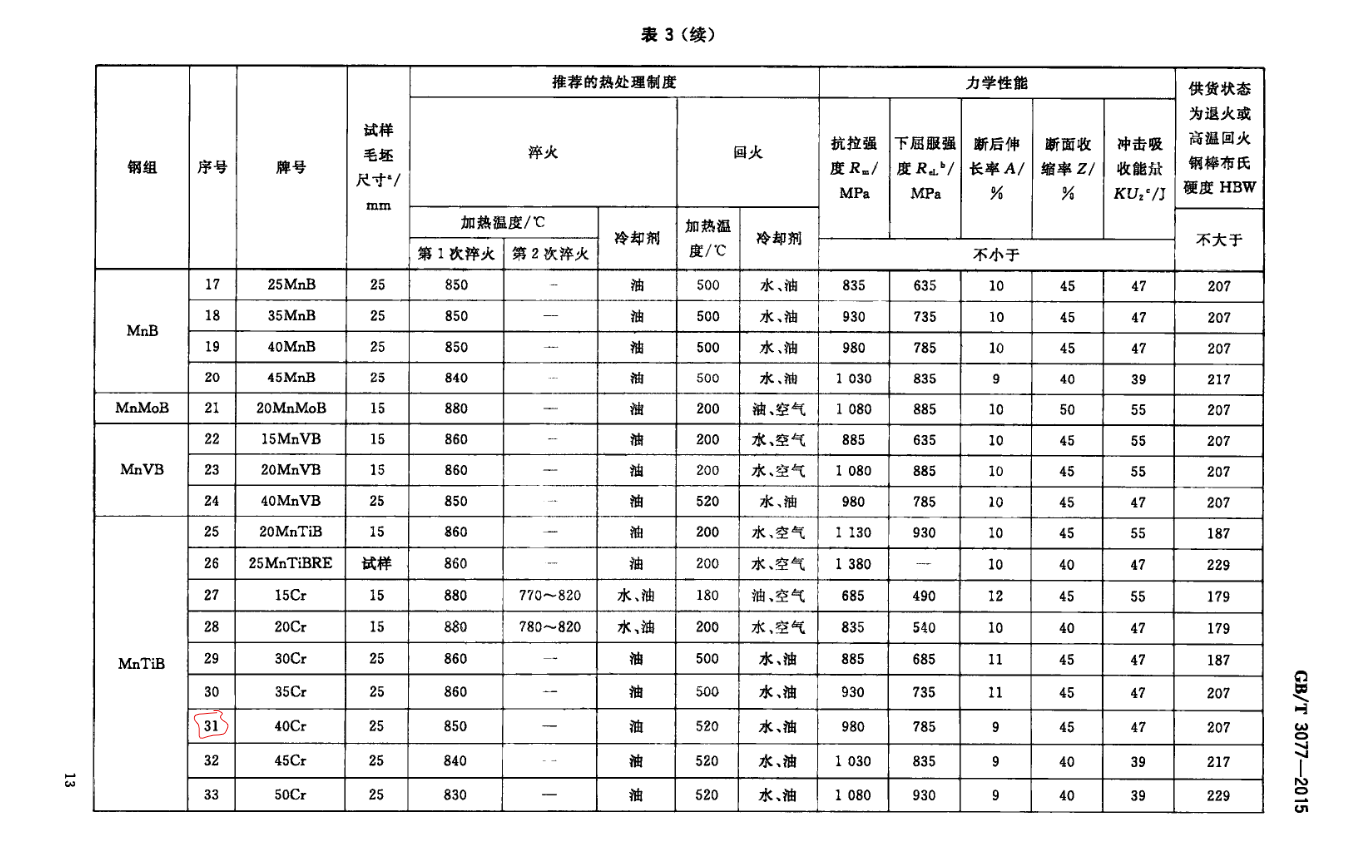 表 3（续）
钢组 序号 牌号 试样毛坯尺寸ᵃ/mm 推荐的热处理制度 力学性能 供货状态为退火或高温回火钢棒布氏硬度 HBW
淬火 回火 抗拉强度 Rₘ/MPa 下屈服强度 ReLᵇ/MPa 断后伸长率 A/% 断面收缩率 Z/% 冲击吸收能量 KU₂ᶜ/J
加热温度/℃ 冷却剂 加热温度/℃ 冷却剂 不大于
第 1 次淬火 第 2 次淬火 不小于
MnB
17 25MnB 25 850 — 油 500 水、油 835 635 10 45 47 207
18 35MnB 25 850 — 油 500 水、油 930 735 10 45 47 207
19 40MnB 25 850 — 油 500 水、油 980 785 10 45 47 207
20 45MnB 25 840 — 油 500 水、油 1 030 835 9 40 39 217
MnMoB 21 20MnMoB 15 880 — 油 200 油、空气 1 080 885 10 50 55 207
MnVB
22 15MnVB 15 860 — 油 200 水、空气 885 635 10 45 55 207
23 20MnVB 15 860 — 油 200 水、空气 1 080 885 10 45 55 207
24 40MnVB 25 850 — 油 520 水、油 980 785 10 45 47 207
MnTiB
25 20MnTiB 15 860 — 油 200 水、空气 1 130 930 10 45 55 187
26 25MnTiBRE 试样 860 — 油 200 水、空气 1 380 — 10 40 47 229
27 15Cr 15 880 770～820 水、油 180 油、空气 685 490 12 45 55 179
28 20Cr 15 880 780～820 水、油 200 水、空气 835 540 10 40 47 179
29 30Cr 25 860 — 油 500 水、油 885 685 11 45 47 187
30 35Cr 25 860 — 油 500 水、油 930 735 11 45 47 207
31 40Cr 25 850 — 油 520 水、油 980 785 9 45 47 207
32 45Cr 25 840 — 油 520 水、油 1 030 835 9 40 39 217
33 50Cr 25 830 — 油 520 水、油 1 080 930 9 40 39 229
13
GB/T 3077—2015